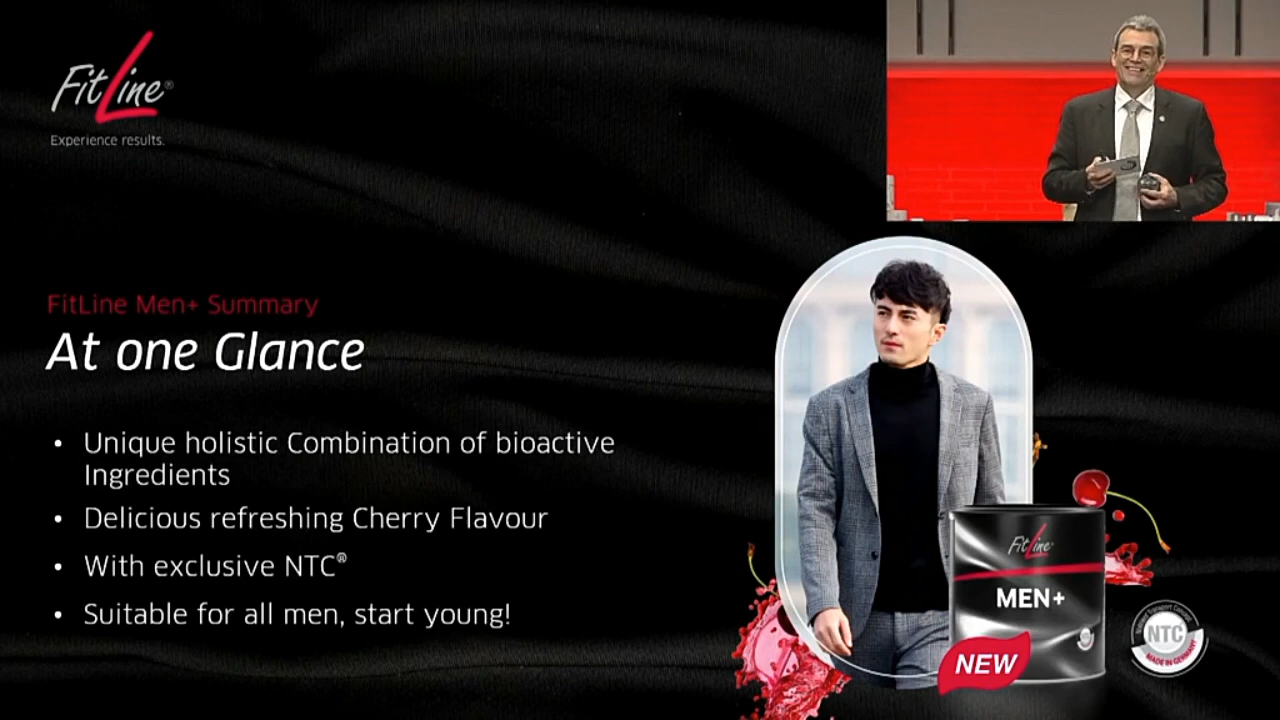 FitLine®
Experience results.
FitLine Men+ Summary
At one Glance
• Unique holistic Combination of bioactive
Ingredients
• Delicious refreshing Cherry Flavour
• With exclusive NTC®
• Suitable for all men, start young!
FitLine®
MEN+
NEW
NTC
MADE IN GERMANY